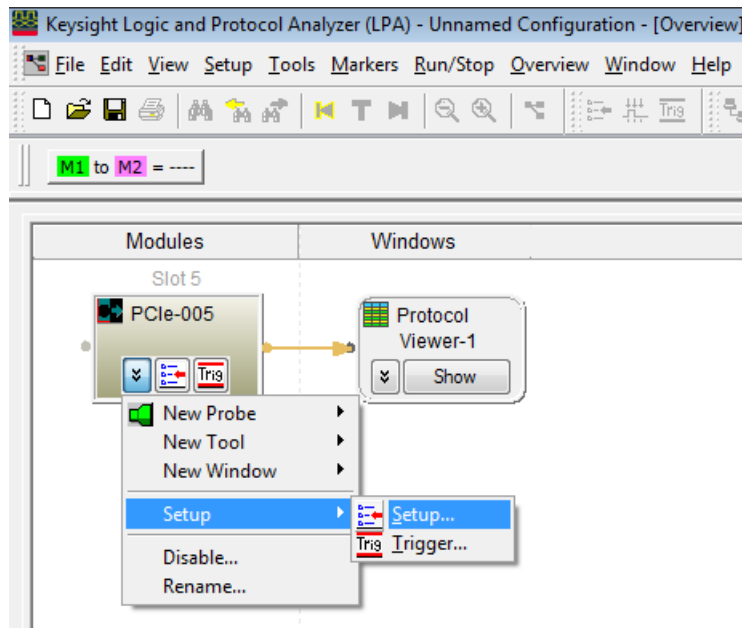 Keysight Logic and Protocol Analyzer (LPA) - Unnamed Configuration - [Overview]
File Edit View Setup Tools Markers Run/Stop Overview Window Help
T Trig
M1 to M2 = ----
Modules Windows
Slot 5
PCIe-005
Protocol
Viewer-1
Trig
Show
New Probe
New Tool
New Window
Setup
Setup...
Trig Trigger...
Disable...
Rename...